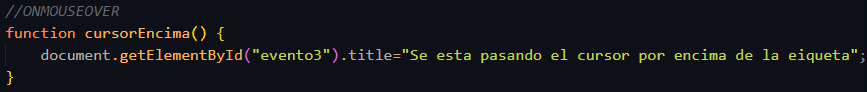 //ONMOUSEOVER
function cursorEncima() {
    document.getElementById("evento3").title="Se esta pasando el cursor por encima de la eiqueta";
}